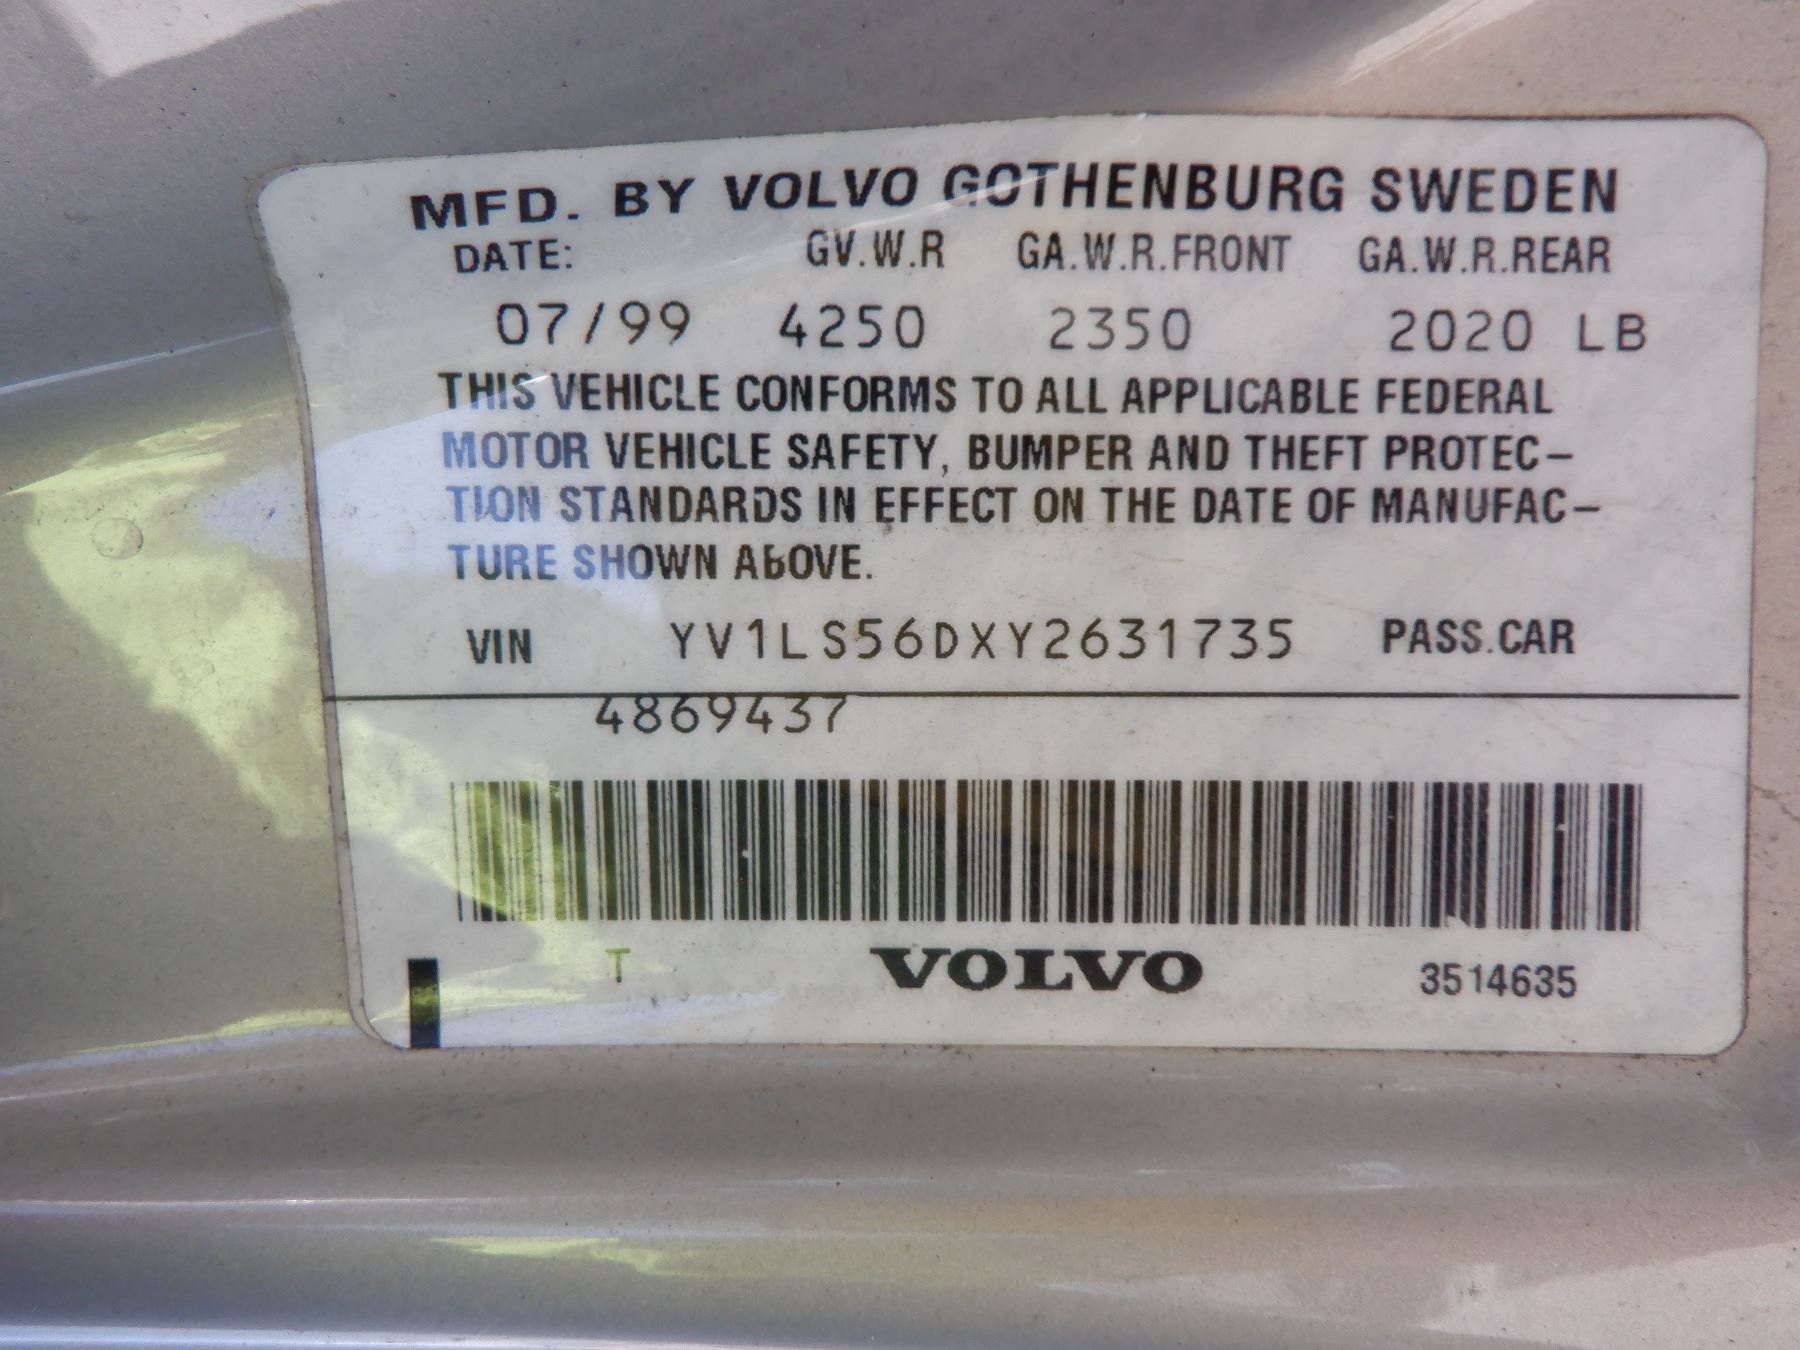 MFD. BY VOLVO GOTHENBURG SWEDEN
DATE: GV.W.R GA.W.R.FRONT GA.W.R.REAR
07/99 4250 2350 2020 LB
THIS VEHICLE CONFORMS TO ALL APPLICABLE FEDERAL
MOTOR VEHICLE SAFETY, BUMPER AND THEFT PROTEC-
TION STANDARDS IN EFFECT ON THE DATE OF MANUFAC-
TURE SHOWN ABOVE.
VIN YV1LS56DXY2631735 PASS.CAR
4869437
T VOLVO 3514635